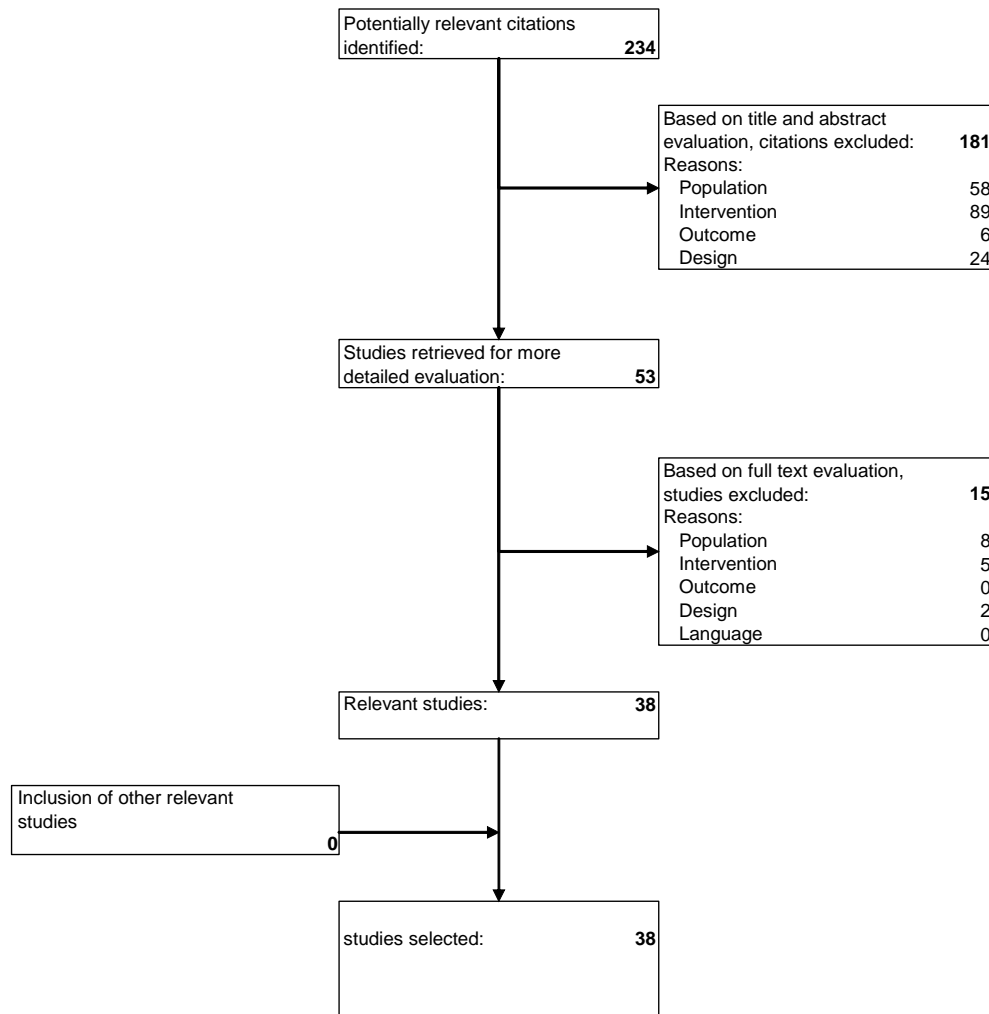 Potentially relevant citations
identified: 234
Based on title and abstract
evaluation, citations excluded: 181
Reasons:
Population 58
Intervention 89
Outcome 6
Design 24
Studies retrieved for more
detailed evaluation: 53
Based on full text evaluation,
studies excluded: 15
Reasons:
Population 8
Intervention 5
Outcome 0
Design 2
Language 0
Relevant studies: 38
Inclusion of other relevant
studies
0
studies selected: 38